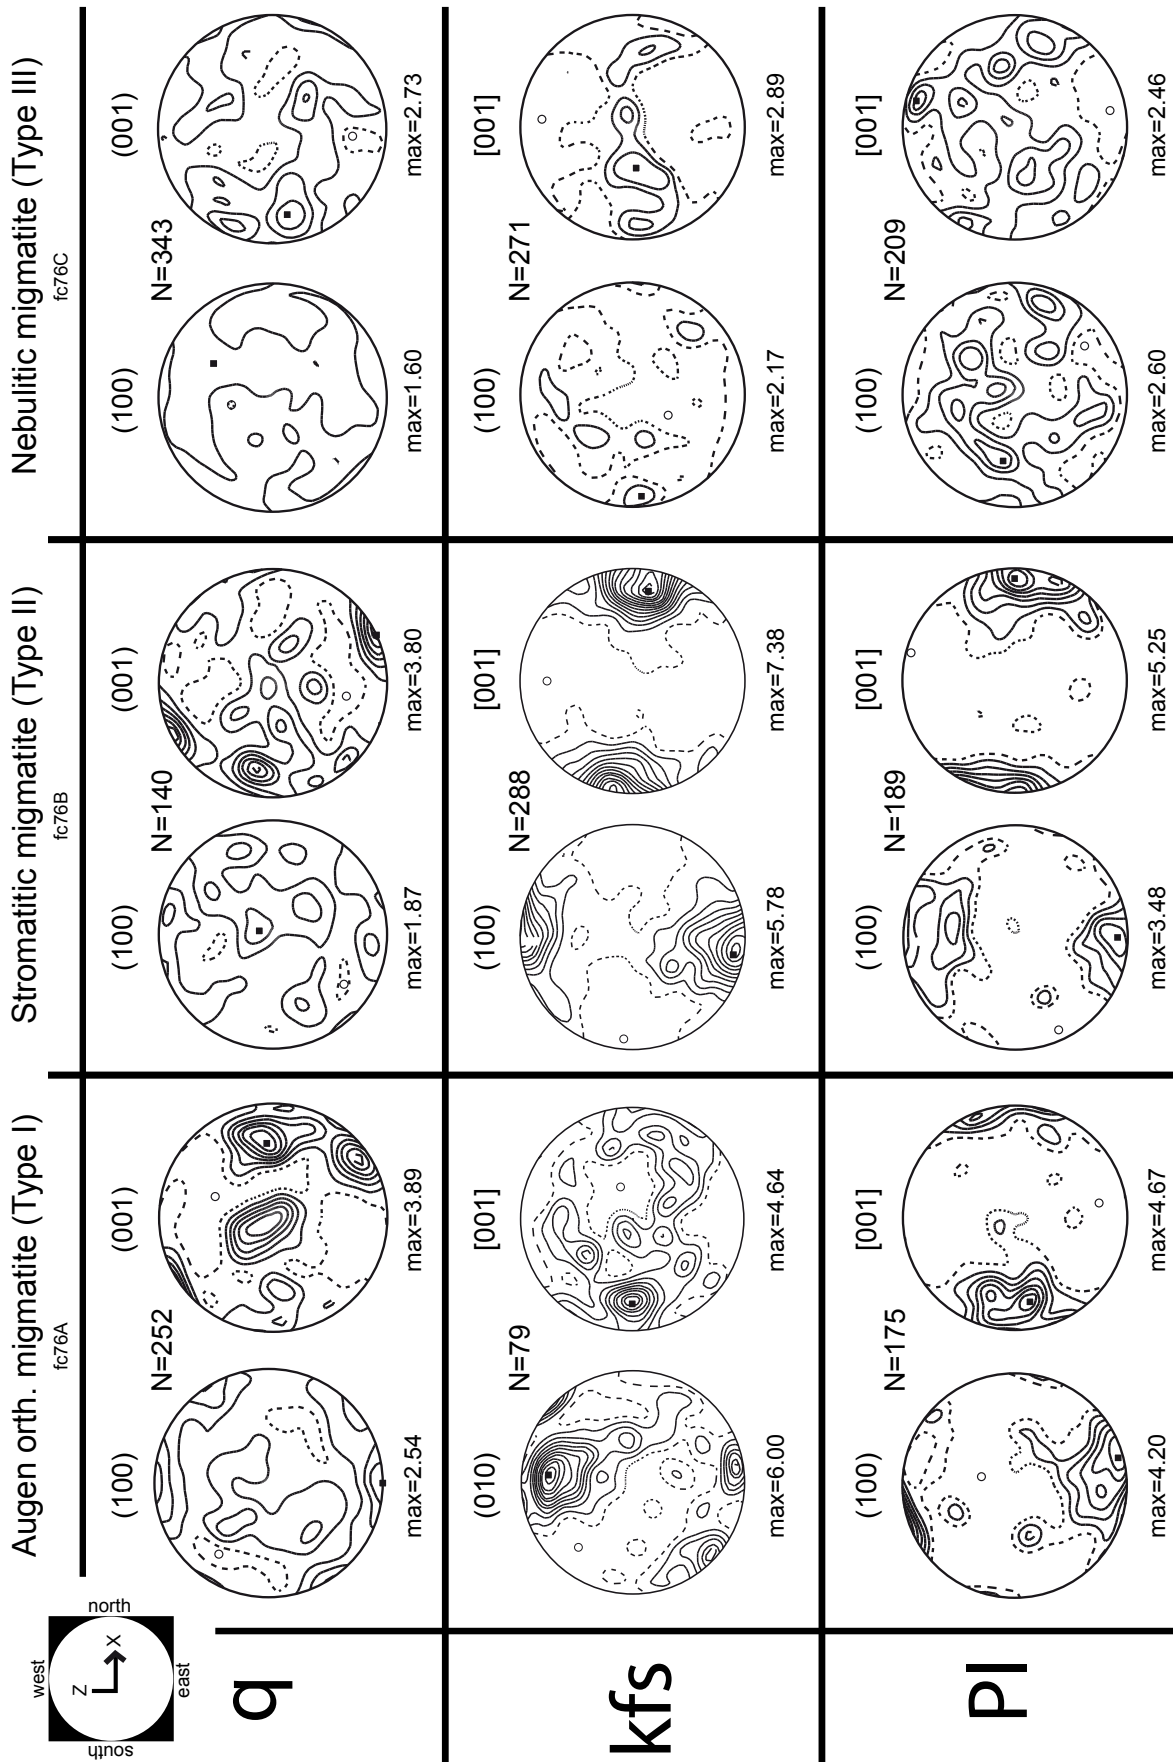 Augen orth. migmatite (Type I)
fc76A
Stromatitic migmatite (Type II)
fc76B
Nebulitic migmatite (Type III)
fc76C
west
north
south
east
Z
X
q
(100)
N=252
(001)
max=2.54
max=3.89
(100)
N=140
(001)
max=1.87
max=3.80
(100)
N=343
(001)
max=1.60
max=2.73
kfs
(010)
N=79
[001]
max=6.00
max=4.64
(100)
N=288
[001]
max=5.78
max=7.38
(100)
N=271
[001]
max=2.17
max=2.89
Pl
(100)
N=175
[001]
max=4.20
max=4.67
(100)
N=189
[001]
max=3.48
max=5.25
(100)
N=209
[001]
max=2.60
max=2.46